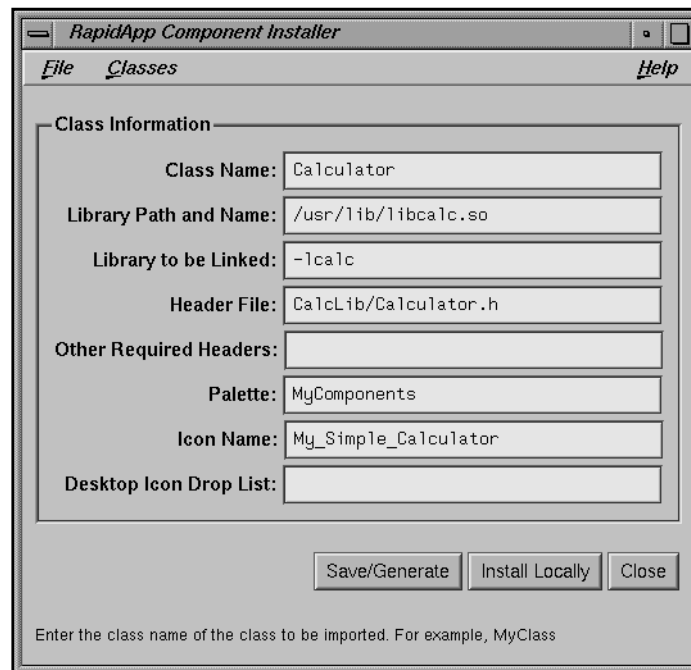 RapidApp Component Installer
File Classes Help
Class Information
Class Name: Calculator
Library Path and Name: /usr/lib/libcalc.so
Library to be Linked: -lcalc
Header File: CalcLib/Calculator.h
Other Required Headers:
Palette: MyComponents
Icon Name: My_Simple_Calculator
Desktop Icon Drop List:
Save/Generate Install Locally Close
Enter the class name of the class to be imported. For example, MyClass